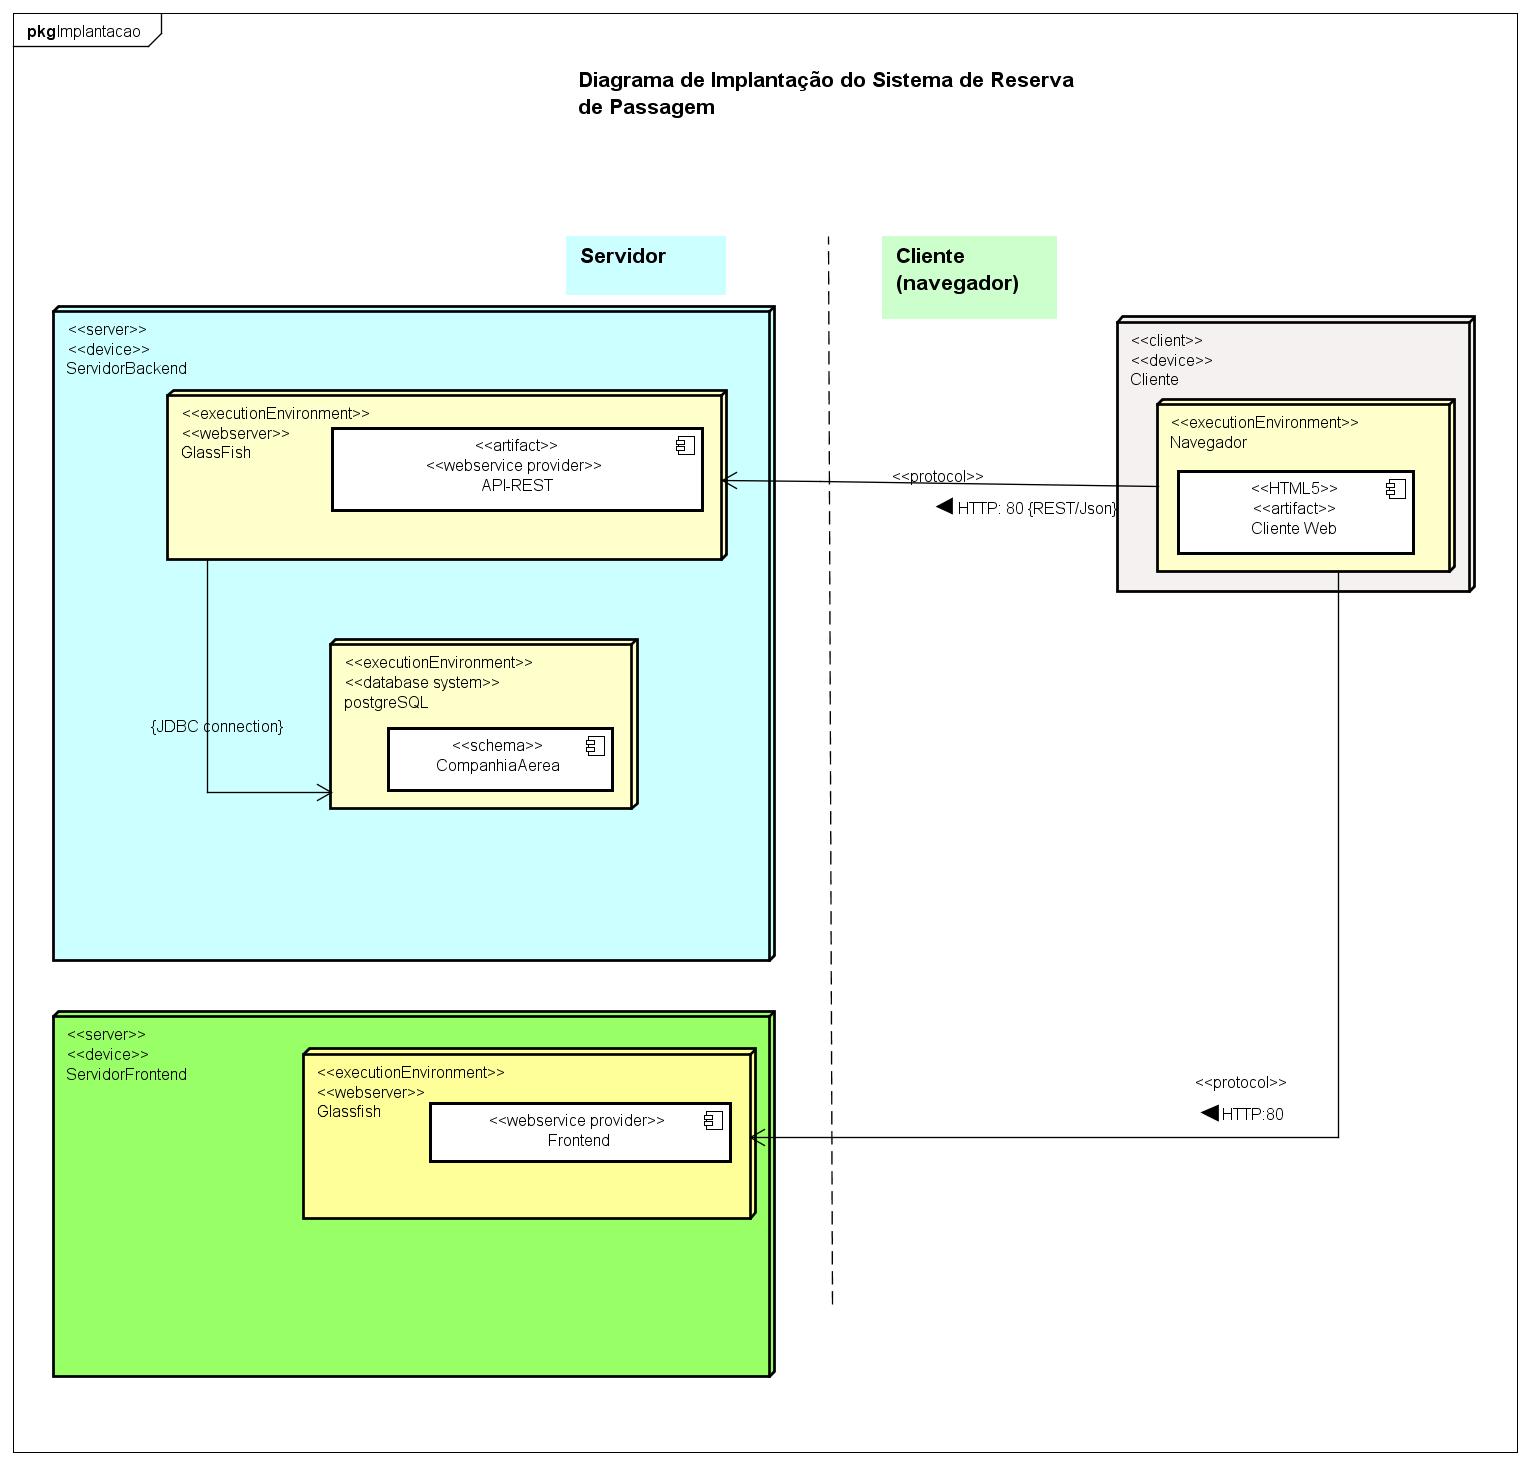 pkgImplantacao
Diagrama de Implantação do Sistema de Reserva
de Passagem
Servidor
Cliente
(navegador)
<<server>>
<<device>>
ServidorBackend
<<executionEnvironment>>
<<webserver>>
GlassFish
<<artifact>>
<<webservice provider>>
API-REST
<<protocol>>
HTTP: 80 {REST/Json}
<<client>>
<<device>>
Cliente
<<executionEnvironment>>
Navegador
<<HTML5>>
<<artifact>>
Cliente Web
{JDBC connection}
<<executionEnvironment>>
<<database system>>
postgreSQL
<<schema>>
CompanhiaAerea
<<server>>
<<device>>
ServidorFrontend
<<executionEnvironment>>
<<webserver>>
Glassfish
<<webservice provider>>
Frontend
<<protocol>>
HTTP:80